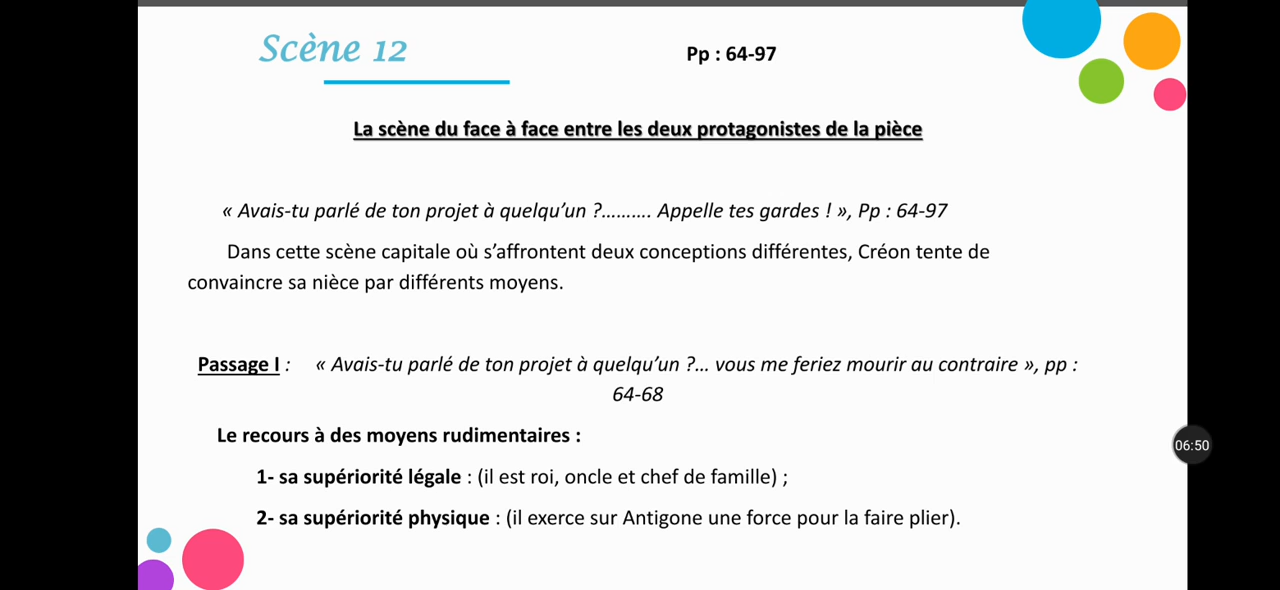 Scène 12
Pp : 64-97
La scène du face à face entre les deux protagonistes de la pièce
« Avais-tu parlé de ton projet à quelqu’un ?.......... Appelle tes gardes ! », Pp : 64-97
Dans cette scène capitale où s’affrontent deux conceptions différentes, Créon tente de
convaincre sa nièce par différents moyens.
Passage I : « Avais-tu parlé de ton projet à quelqu’un ?... vous me feriez mourir au contraire », pp :
64-68
Le recours à des moyens rudimentaires :
1- sa supériorité légale : (il est roi, oncle et chef de famille) ;
06:50
2- sa supériorité physique : (il exerce sur Antigone une force pour la faire plier).